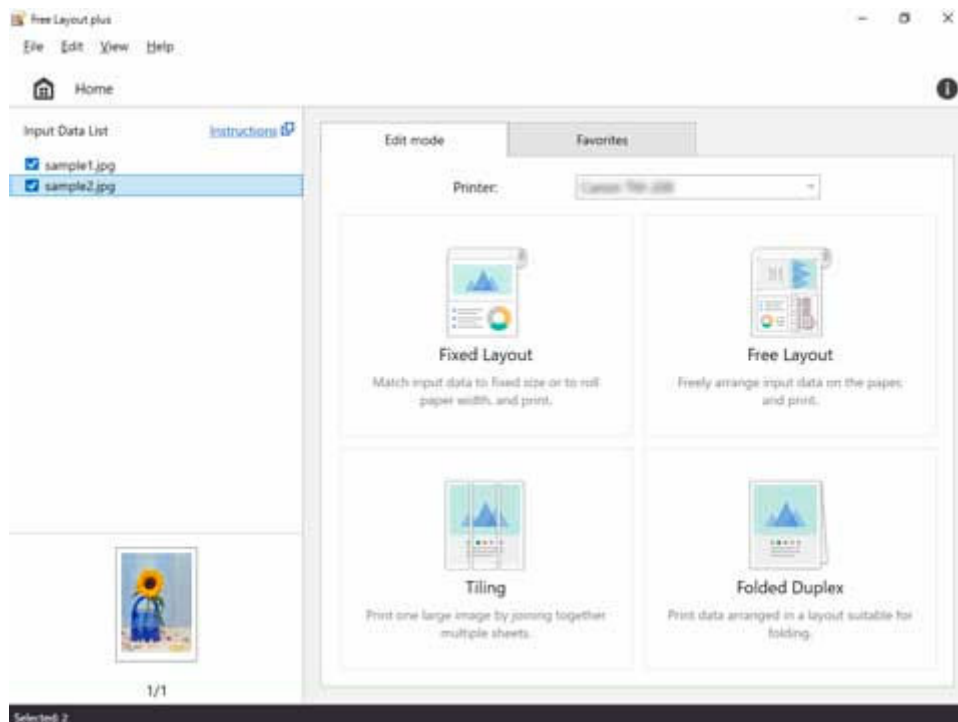 Free Layout plus
File Edit View Help
Home
Input Data List Instructions
sample1.jpg
sample2.jpg
Edit mode Favorites
Printer:
Fixed Layout
Match input data to fixed size or to roll
paper width, and print.
Free Layout
Freely arrange input data on the paper,
and print.
Tiling
Print one large image by joining together
multiple sheets.
Folded Duplex
Print data arranged in a layout suitable for
folding.
1/1
Selected: 2